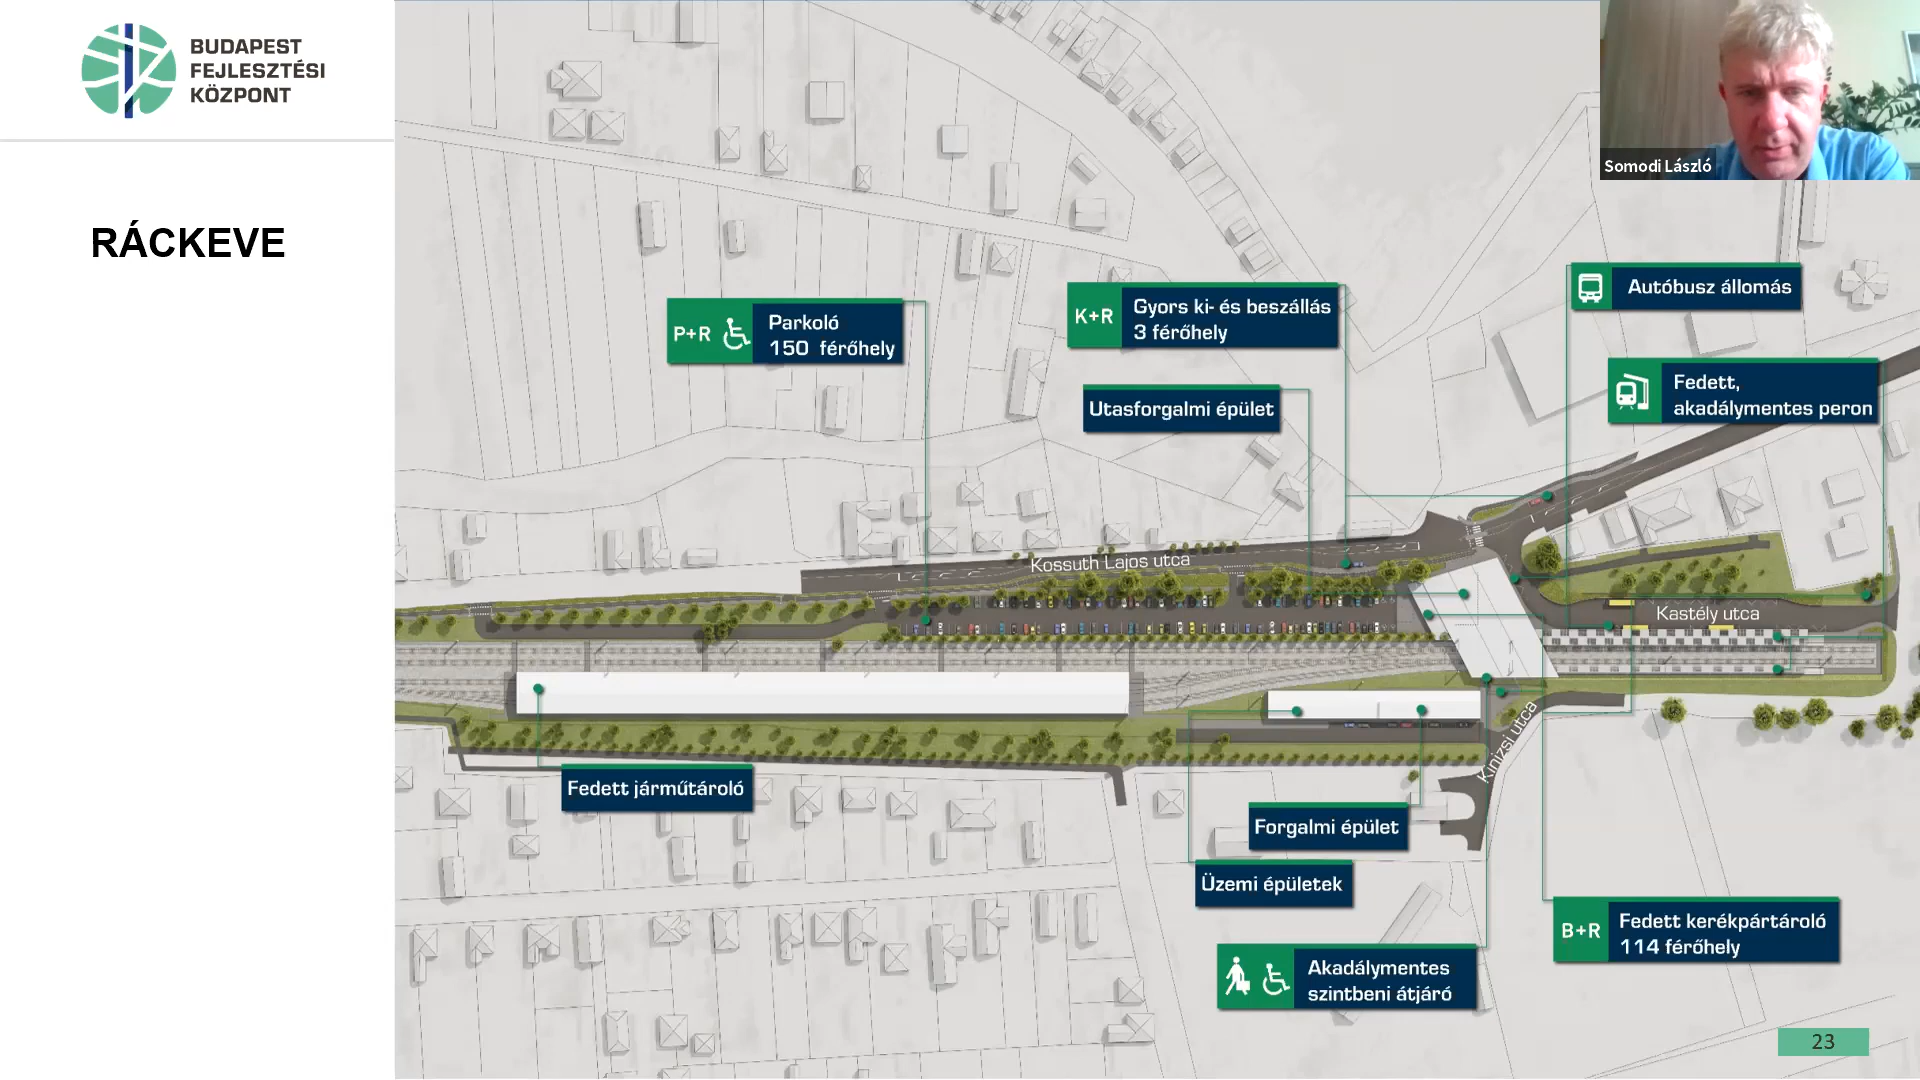 BUDAPEST
FEJLESZTÉSI
KÖZPONT
Somodi László
RÁCKEVE
Autóbusz állomás
K+R
Gyors ki- és beszállás
3 férőhely
P+R
Parkoló
150 férőhely
Fedett,
akadálymentes peron
Utasforgalmi épület
Kossuth Lajos utca
Kastély utca
Kinizsi utca
Fedett járműtároló
Forgalmi épület
Üzemi épületek
B+R
Fedett kerékpártároló
114 férőhely
Akadálymentes
szintbeni átjáró
23